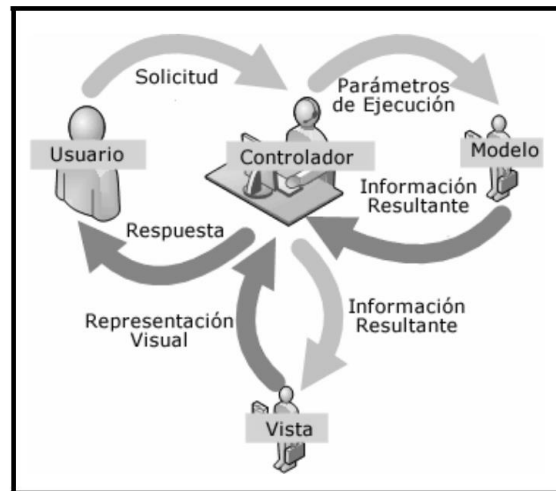 Solicitud
Parámetros
de Ejecución
Usuario
Controlador
Modelo
Información
Resultante
Respuesta
Representación
Visual
Información
Resultante
Vista